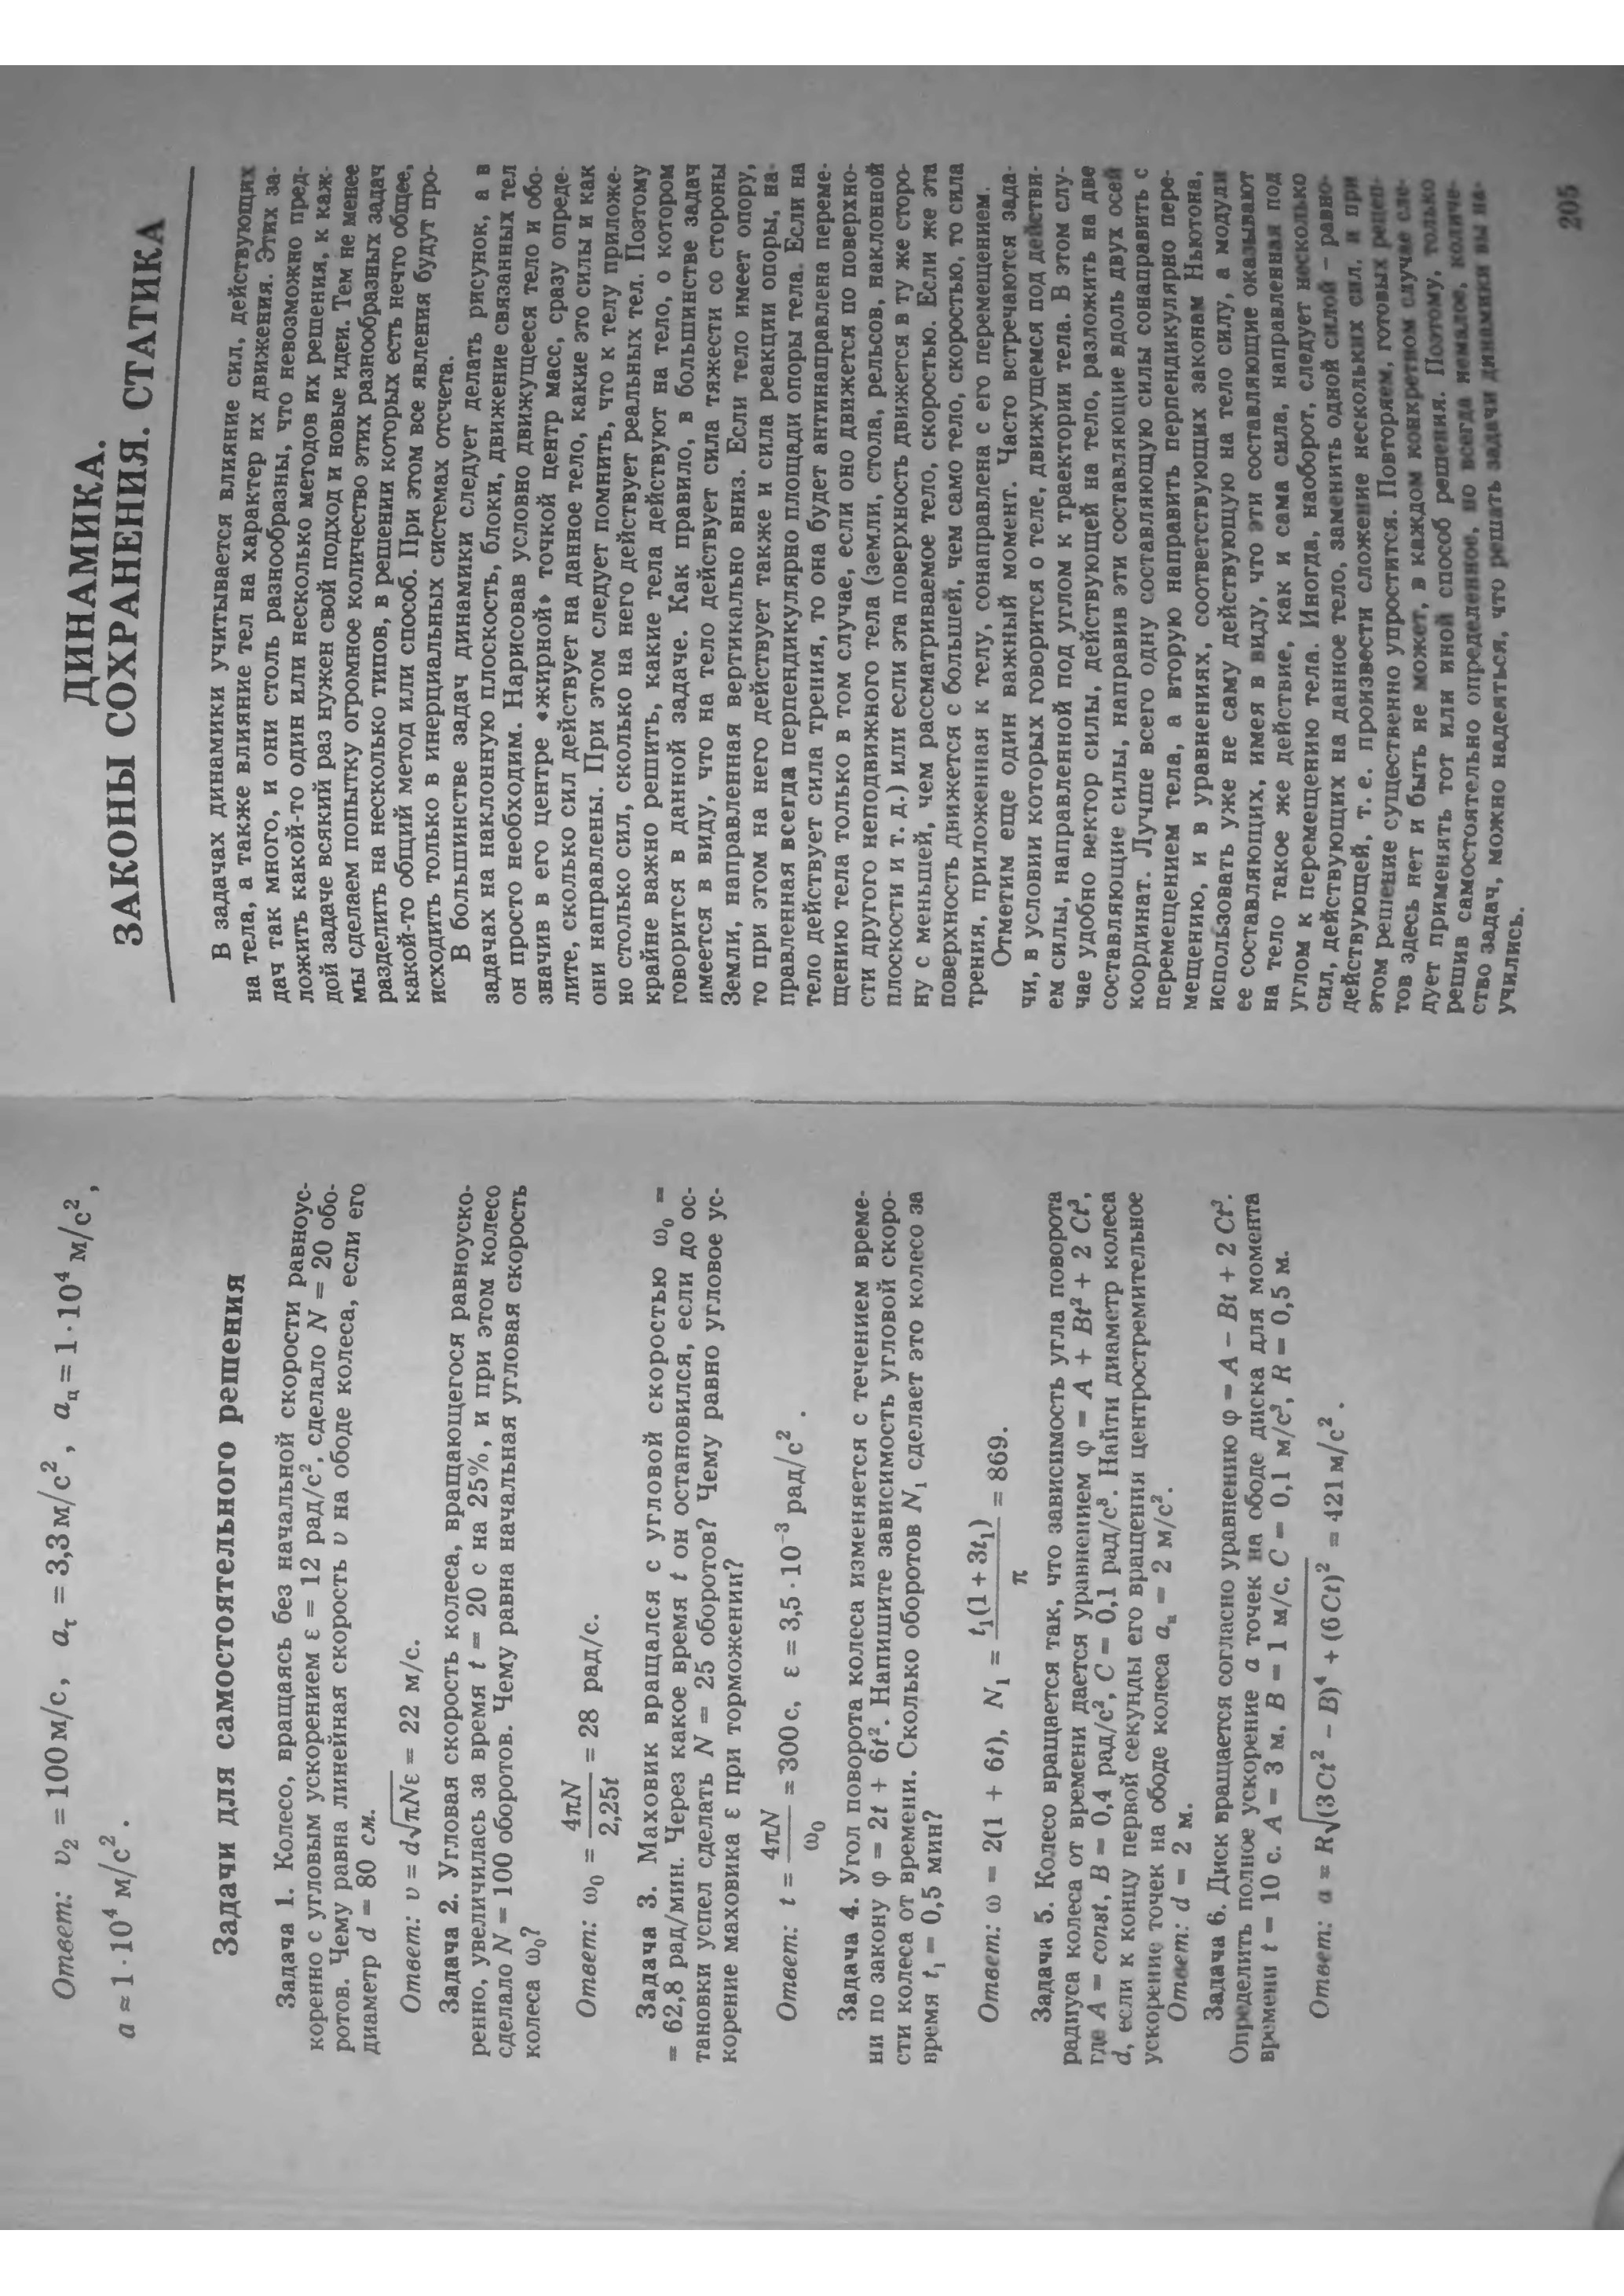 Ответ: v₂ = 100 м/с, a_τ = 3,3 м/с², a_ц = 1·10⁴ м/с²,
a ≈ 1·10⁴ м/с².
Задачи для самостоятельного решения
Задача 1. Колесо, вращаясь без начальной скорости равноус-
коренно с угловым ускорением ε = 12 рад/с², сделало N = 20 обо-
ротов. Чему равна линейная скорость v на ободе колеса, если его
диаметр d = 80 см.
Ответ: v = d√πNε = 22 м/с.
Задача 2. Угловая скорость колеса, вращающегося равноуско-
ренно, увеличилась за время t = 20 с на 25%, и при этом колесо
сделало N = 100 оборотов. Чему равна начальная угловая скорость
колеса ω₀?
Ответ: ω₀ = 4πN / 2,25t = 28 рад/с.
Задача 3. Маховик вращался с угловой скоростью ω₀ =
= 62,8 рад/мин. Через какое время t он остановился, если до ос-
тановки успел сделать N = 25 оборотов? Чему равно угловое ус-
корение маховика ε при торможении?
Ответ: t = 4πN / ω₀ = 300 с, ε = 3,5·10⁻³ рад/с².
Задача 4. Угол поворота колеса изменяется с течением време-
ни по закону φ = 2t + 6t². Напишите зависимость угловой скоро-
сти колеса от времени. Сколько оборотов N₁ сделает это колесо за
время t₁ = 0,5 мин?
Ответ: ω = 2(1 + 6t), N₁ = t₁(1 + 3t₁) / π = 869.
Задача 5. Колесо вращается так, что зависимость угла поворота
радиуса колеса от времени дается уравнением φ = A + Bt² + 2 Ct³,
где A = const, B = 0,4 рад/с², C = 0,1 рад/с³. Найти диаметр колеса
d, если к концу первой секунды его вращения центростремительное
ускорение точек на ободе колеса a_ц = 2 м/с².
Ответ: d = 2 м.
Задача 6. Диск вращается согласно уравнению φ = A – Bt + 2 Ct³.
Определить полное ускорение a точек на ободе диска для момента
времени t = 10 с. A = 3 м, B = 1 м/с, C = 0,1 м/с³, R = 0,5 м.
Ответ: a = R√(3Ct² – B)⁴ + (6Ct)² = 421 м/с².
ДИНАМИКА.
ЗАКОНЫ СОХРАНЕНИЯ. СТАТИКА
В задачах динамики учитывается влияние сил, действующих
на тела, а также влияние тел на характер их движения. Этих за-
дач так много, и они столь разнообразны, что невозможно пред-
ложить какой-то один или несколько методов их решения, к каж-
дой задаче всякий раз нужен свой подход и новые идеи. Тем не менее
мы сделаем попытку огромное количество этих разнообразных задач
разделить на несколько типов, в решении которых есть нечто общее,
какой-то общий метод или способ. При этом все явления будут про-
исходить только в инерциальных системах отсчета.
В большинстве задач динамики следует делать рисунок, а в
задачах на наклонную плоскость, блоки, движение связанных тел
он просто необходим. Нарисовав условно движущееся тело и обо-
значив в его центре «жирной» точкой центр масс, сразу опреде-
лите, сколько сил действует на данное тело, какие это силы и как
они направлены. При этом следует помнить, что к телу приложе-
но столько сил, сколько на него действует реальных тел. Поэтому
крайне важно решить, какие тела действуют на тело, о котором
говорится в данной задаче. Как правило, в большинстве задач
имеется в виду, что на тело действует сила тяжести со стороны
Земли, направленная вертикально вниз. Если тело имеет опору,
то при этом на него действует также и сила реакции опоры, на-
правленная всегда перпендикулярно площади опоры тела. Если на
тело действует сила трения, то она будет антинаправлена переме-
щению тела только в том случае, если оно движется по поверхно-
сти другого неподвижного тела (земли, стола, рельсов, наклонной
плоскости и т. д.) или если эта поверхность движется в ту же сторо-
ну с меньшей, чем рассматриваемое тело, скоростью. Если же эта
поверхность движется с большей, чем само тело, скоростью, то сила
трения, приложенная к телу, сонаправлена с его перемещением.
Отметим еще один важный момент. Часто встречаются зада-
чи, в условии которых говорится о теле, движущемся под действи-
ем силы, направленной под углом к траектории тела. В этом слу-
чае удобно вектор силы, действующей на тело, разложить на две
составляющие силы, направив эти составляющие вдоль двух осей
координат. Лучше всего одну составляющую силы сонаправить с
перемещением тела, а вторую направить перпендикулярно пере-
мещению, и в уравнениях, соответствующих законам Ньютона,
использовать уже не саму действующую на тело силу, а модули
ее составляющих, имея в виду, что эти составляющие оказывают
на тело такое же действие, как и сама сила, направленная под
углом к перемещению тела. Иногда, наоборот, следует несколько
сил, действующих на данное тело, заменить одной силой – равно-
действующей, т. е. произвести сложение нескольких сил, и при
этом решение существенно упростится. Повторяем, готовых рецеп-
тов здесь нет и быть не может, в каждом конкретном случае сле-
дует применять тот или иной способ решения. Поэтому, только
решив самостоятельно определенное, но всегда немалое, количе-
ство задач, можно надеяться, что решать задачи динамики вы на-
учились.
205